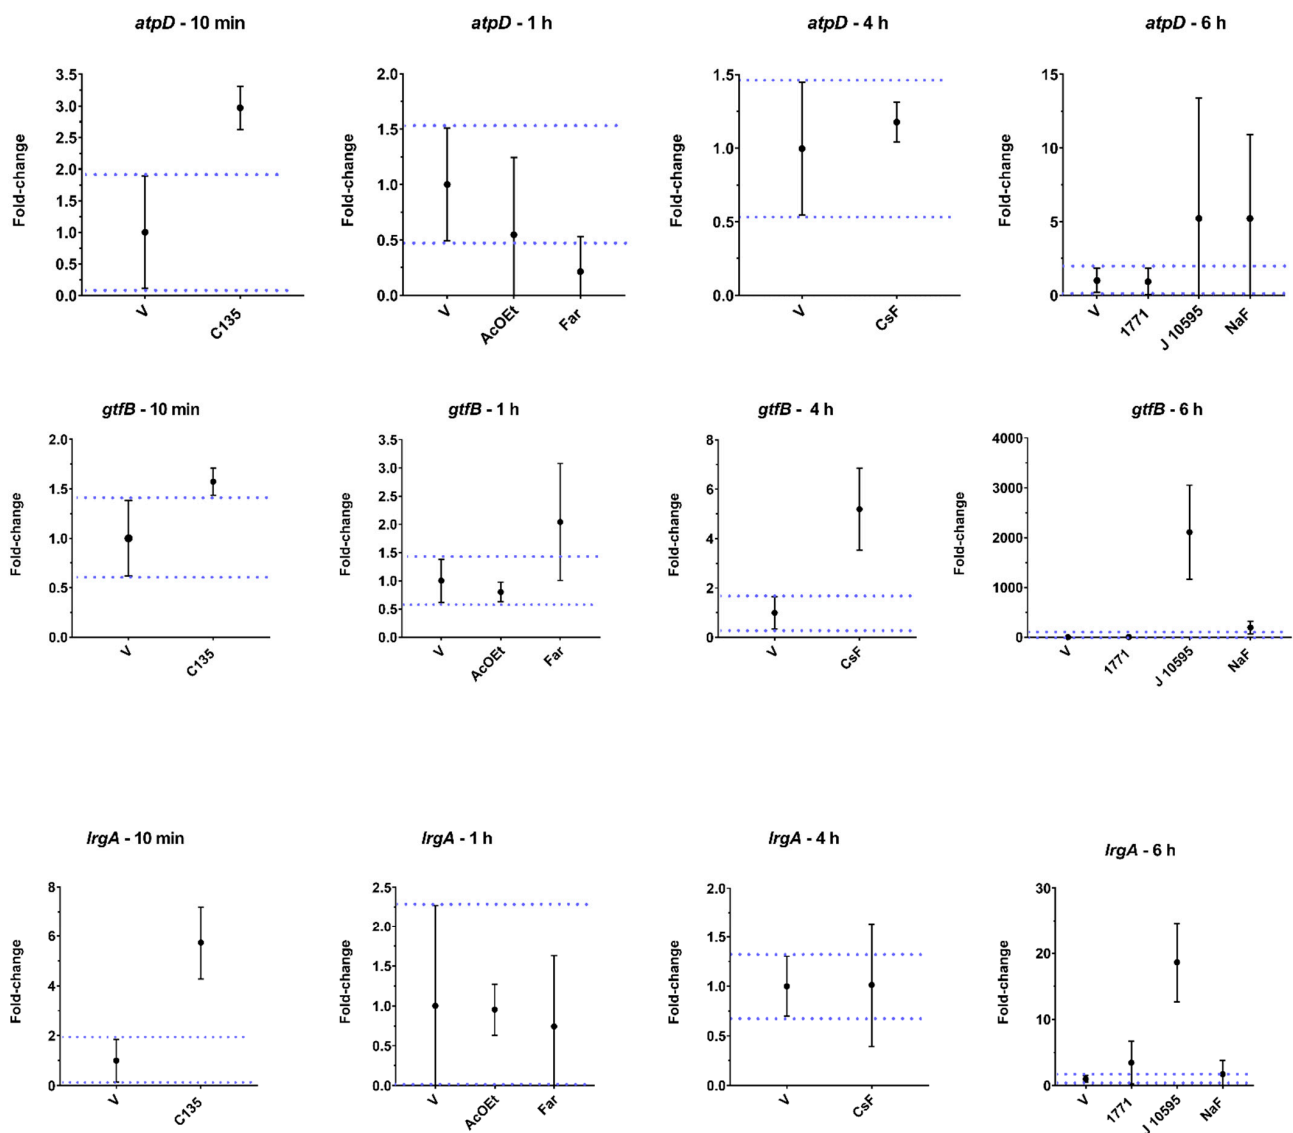 atpD - 10 min
Fold-change
3.5
3.0
2.5
2.0
1.5
1.0
0.5
0.0
V
C135
atpD - 1 h
Fold-change
2.0
1.5
1.0
0.5
0.0
V
AcOEt
Far
atpD - 4 h
Fold-change
1.5
1.0
0.5
0.0
V
CsF
atpD - 6 h
Fold-change
15
10
5
0
V
1771
J 10595
NaF
gtfB - 10 min
Fold-change
2.0
1.5
1.0
0.5
0.0
V
C135
gtfB - 1 h
Fold-change
3.5
3.0
2.5
2.0
1.5
1.0
0.5
0.0
V
AcOEt
Far
gtfB - 4 h
Fold-change
8
6
4
2
0
V
CsF
gtfB - 6 h
Fold-change
4000
3000
2000
1000
0
V
1771
J 10595
NaF
lrgA - 10 min
Fold-change
8
6
4
2
0
V
C135
lrgA - 1 h
Fold-change
2.5
2.0
1.5
1.0
0.5
0.0
V
AcOEt
Far
lrgA - 4 h
Fold-change
2.0
1.5
1.0
0.5
0.0
V
CsF
lrgA - 6 h
Fold-change
30
20
10
0
V
1771
J 10595
NaF